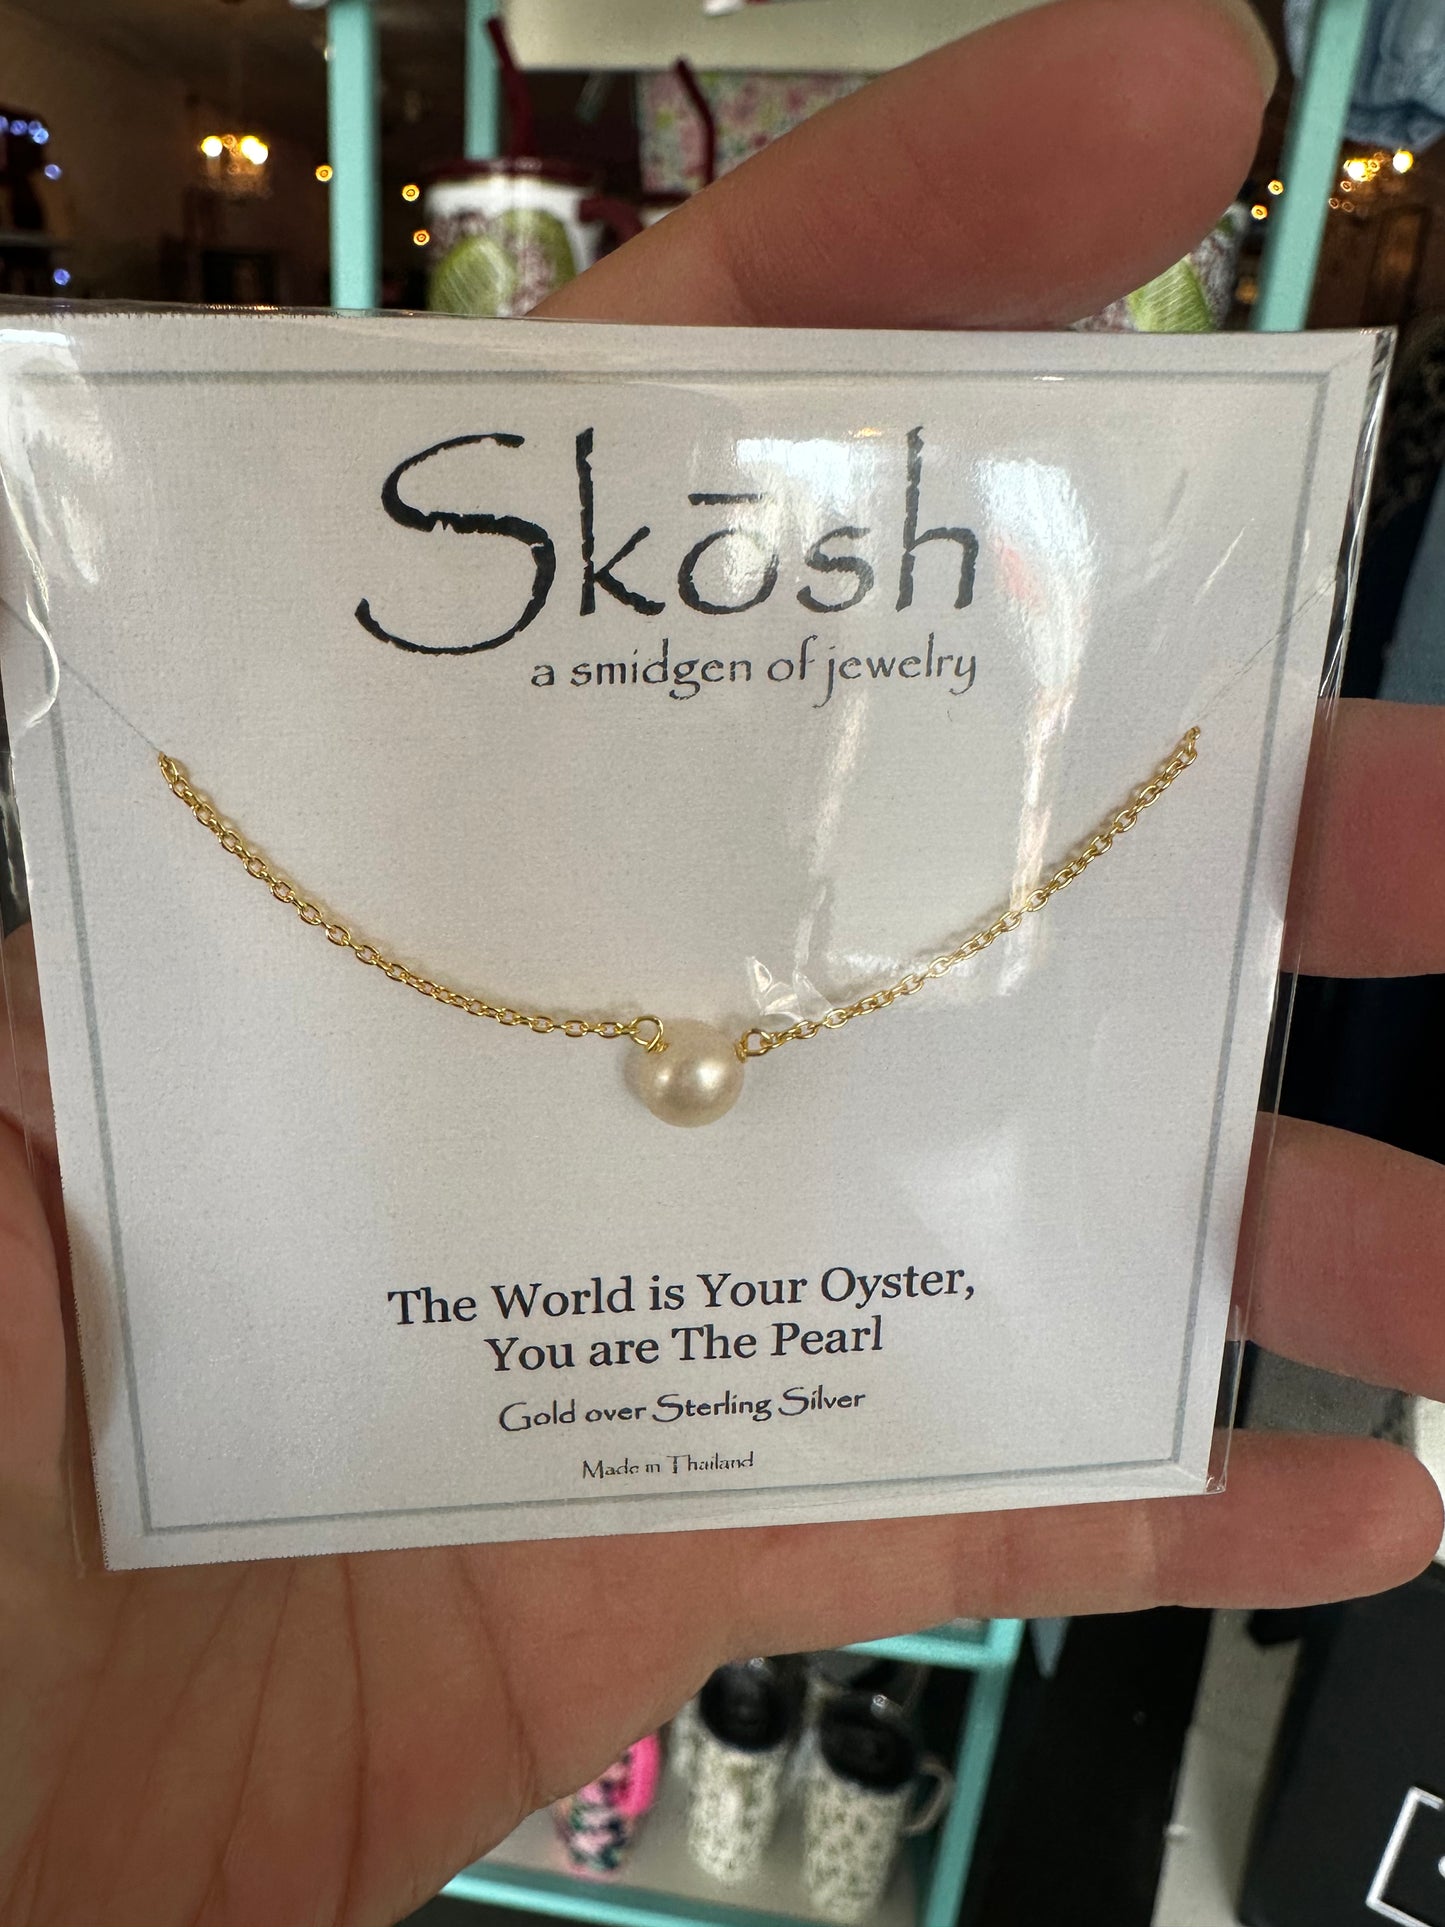 Skōsh
a smidgen of jewelry
The World is Your Oyster,
You are The Pearl
Gold over Sterling Silver
Made in Thailand